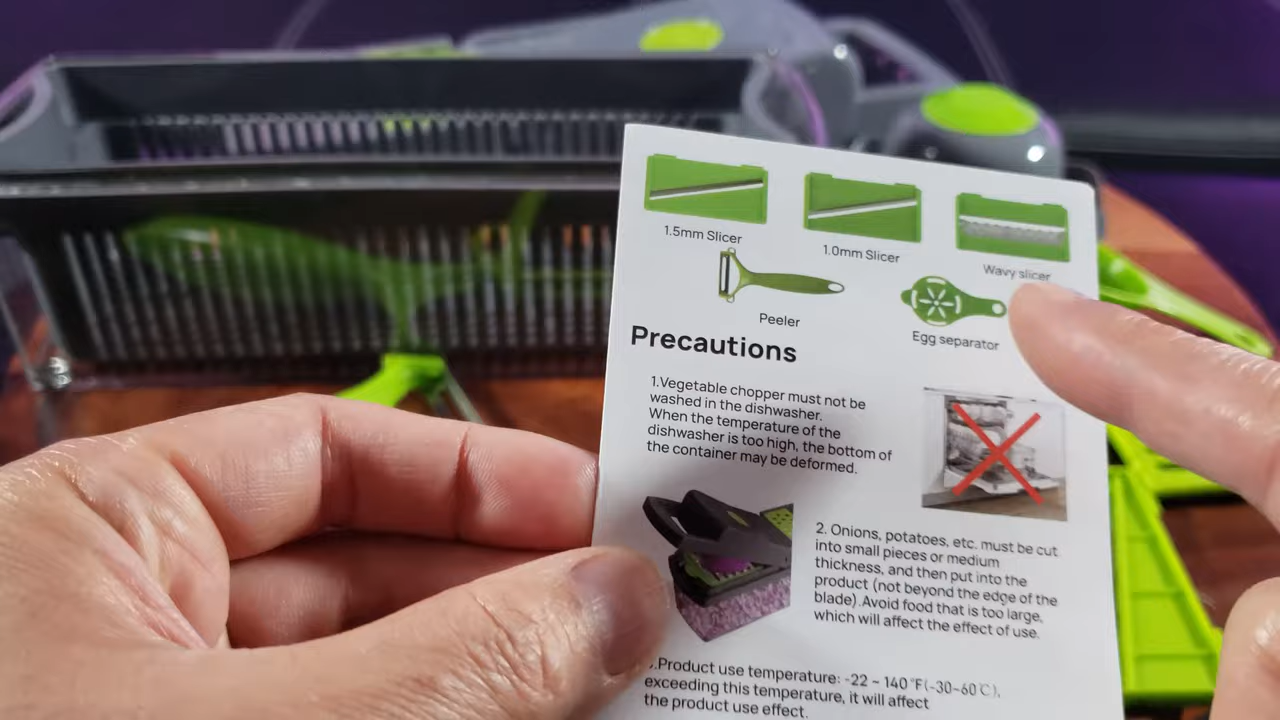 1.5mm Slicer
1.0mm Slicer
Wavy slicer
Peeler
Egg separator
Precautions
1.Vegetable chopper must not be
washed in the dishwasher.
When the temperature of the
dishwasher is too high, the bottom of
the container may be deformed.
2. Onions, potatoes, etc. must be cut
into small pieces or medium
thickness, and then put into the
product (not beyond the edge of the
blade).Avoid food that is too large,
which will affect the effect of use.
.Product use temperature: -22 ~ 140 °F(-30~60℃),
exceeding this temperature, it will affect
the product use effect.